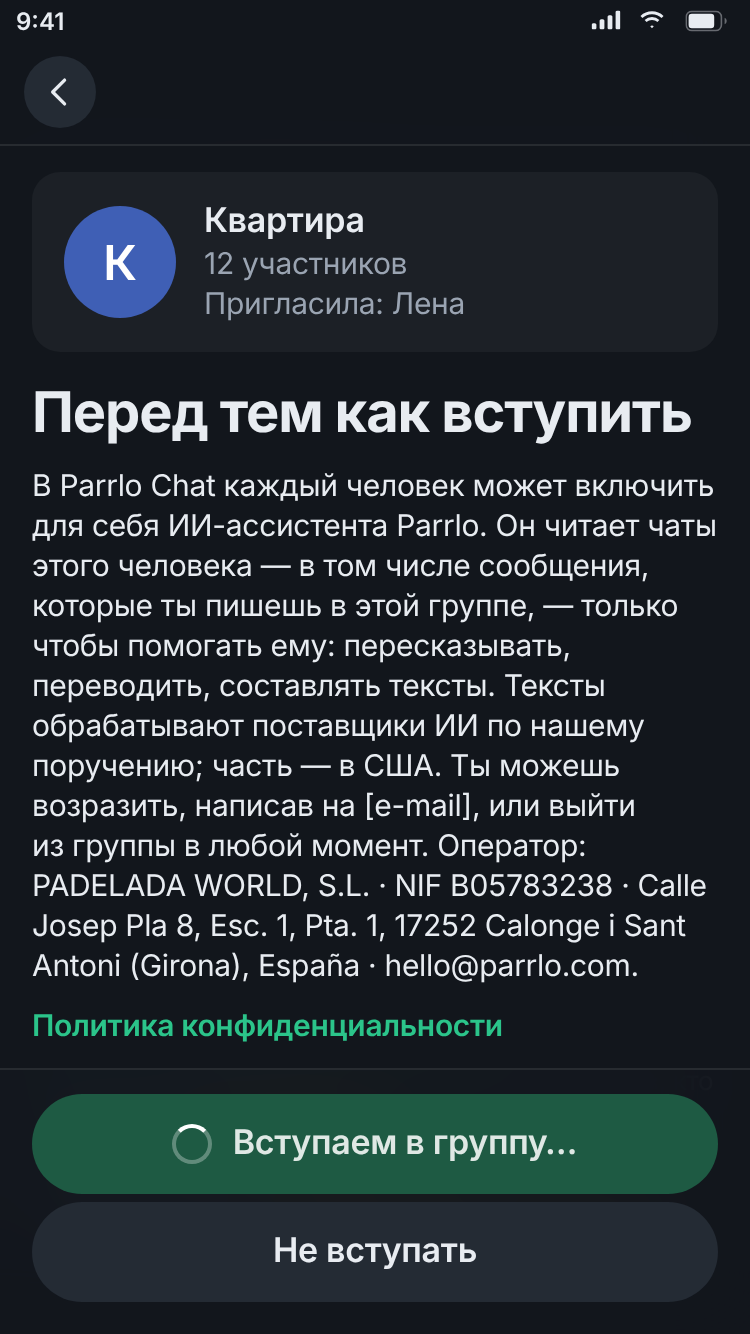 9:41
К
Квартира
12 участников
Пригласила: Лена
Перед тем как вступить
В Parrlo Chat каждый человек может включить
для себя ИИ-ассистента Parrlo. Он читает чаты
этого человека — в том числе сообщения,
которые ты пишешь в этой группе, — только
чтобы помогать ему: пересказывать,
переводить, составлять тексты. Тексты
обрабатывают поставщики ИИ по нашему
поручению; часть — в США. Ты можешь
возразить, написав на [e-mail], или выйти
из группы в любой момент. Оператор:
PADELADA WORLD, S.L. · NIF B05783238 · Calle
Josep Pla 8, Esc. 1, Pta. 1, 17252 Calonge i Sant
Antoni (Girona), España · hello@parrlo.com.
Политика конфиденциальности
Вступаем в группу...
Не вступать